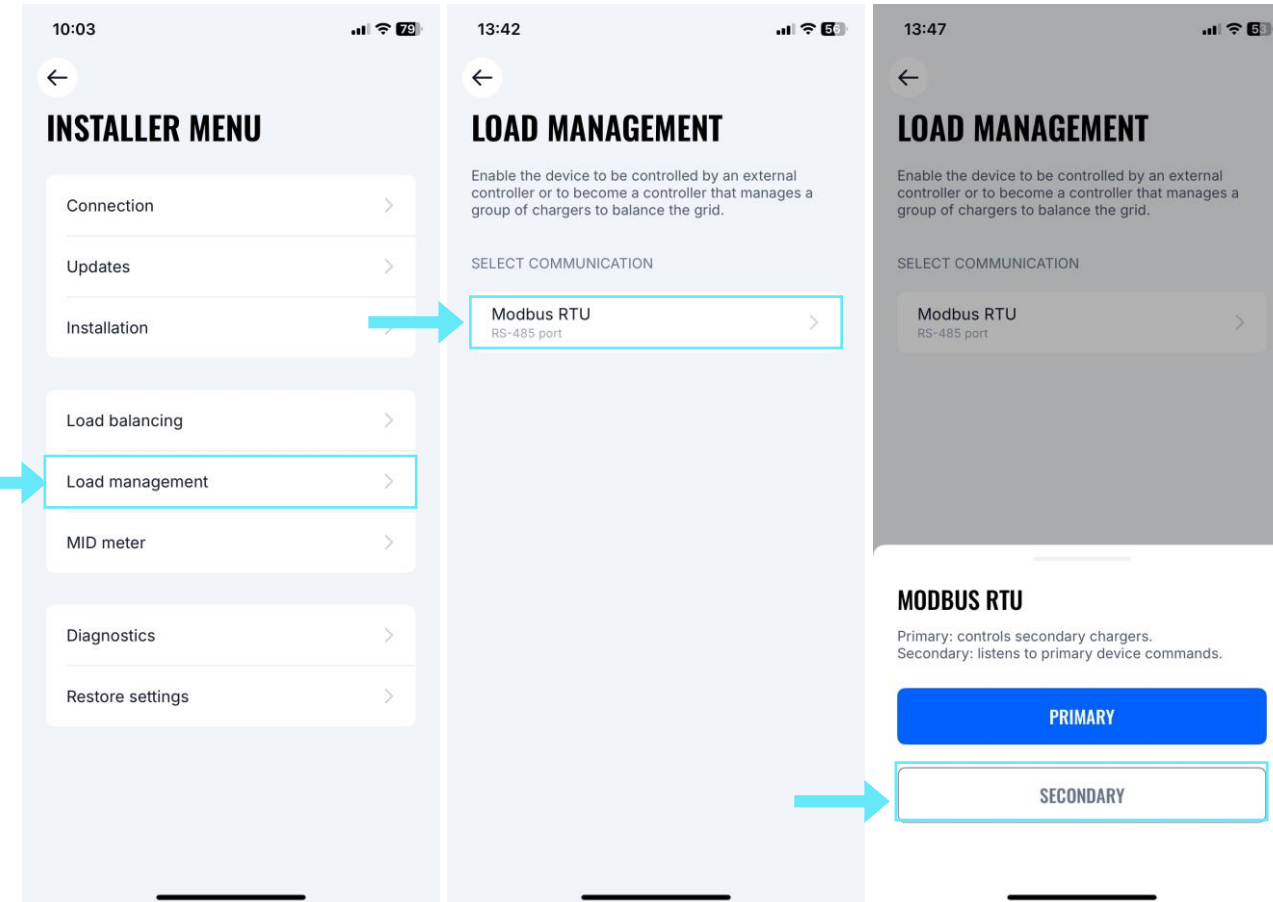 10:03
79
INSTALLER MENU
Connection
Updates
Installation
Load balancing
Load management
MID meter
Diagnostics
Restore settings
13:42
56
LOAD MANAGEMENT
Enable the device to be controlled by an external
controller or to become a controller that manages a
group of chargers to balance the grid.
SELECT COMMUNICATION
Modbus RTU
RS-485 port
13:47
53
LOAD MANAGEMENT
Enable the device to be controlled by an external
controller or to become a controller that manages a
group of chargers to balance the grid.
SELECT COMMUNICATION
Modbus RTU
RS-485 port
MODBUS RTU
Primary: controls secondary chargers.
Secondary: listens to primary device commands.
PRIMARY
SECONDARY